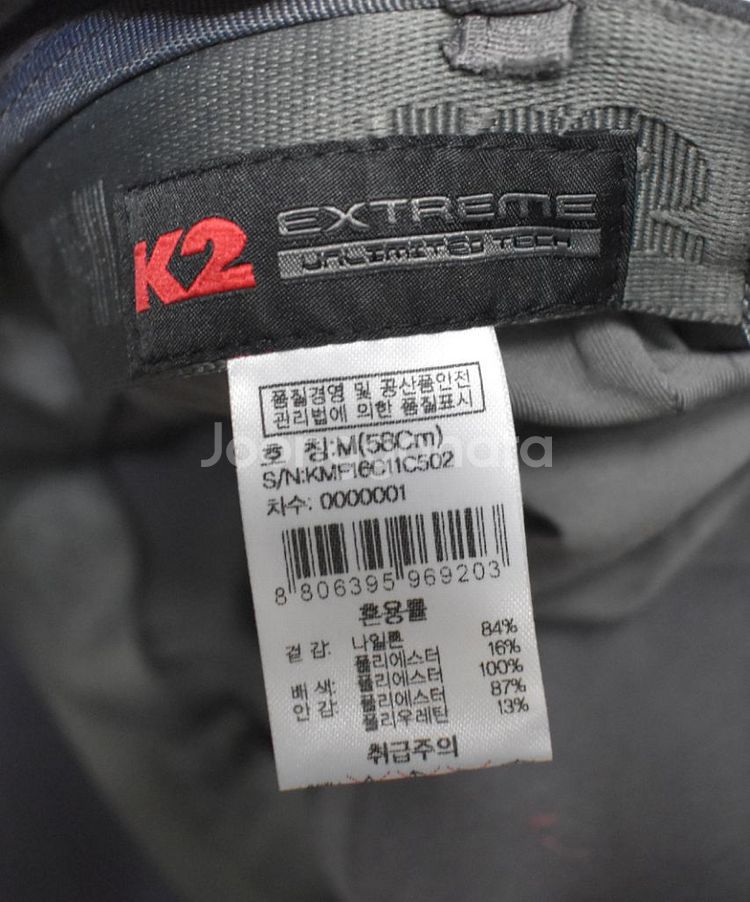 K2 EXTREME
UNLIMITED TECH
품질경영 및 공산품안전
관리법에 의한 품질표시
호 칭:M(58Cm)
S/N:KMF16C11C502
차수: 0000001
8 806395 969203
혼용률
겉 감: 나일론 84%
폴리에스터 16%
배 색: 폴리에스터 100%
안 감: 폴리에스터 87%
폴리우레탄 13%
취급주의